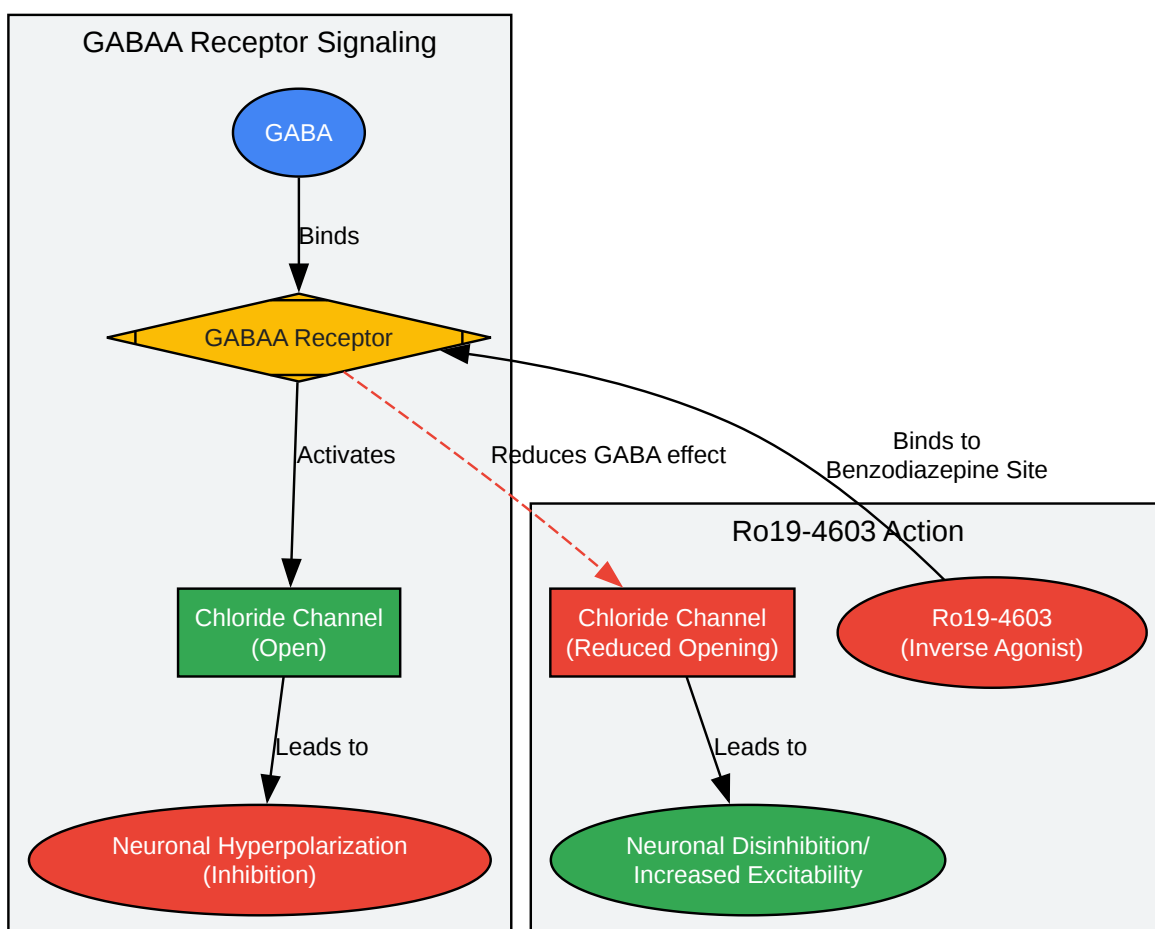 GABAA Receptor Signaling
GABA
Binds
GABAA Receptor
Activates
Reduces GABA effect
Binds to
Benzodiazepine Site
Ro19-4603 Action
Chloride Channel
(Open)
Chloride Channel
(Reduced Opening)
Ro19-4603
(Inverse Agonist)
Leads to
Leads to
Neuronal Hyperpolarization
(Inhibition)
Neuronal Disinhibition/
Increased Excitability